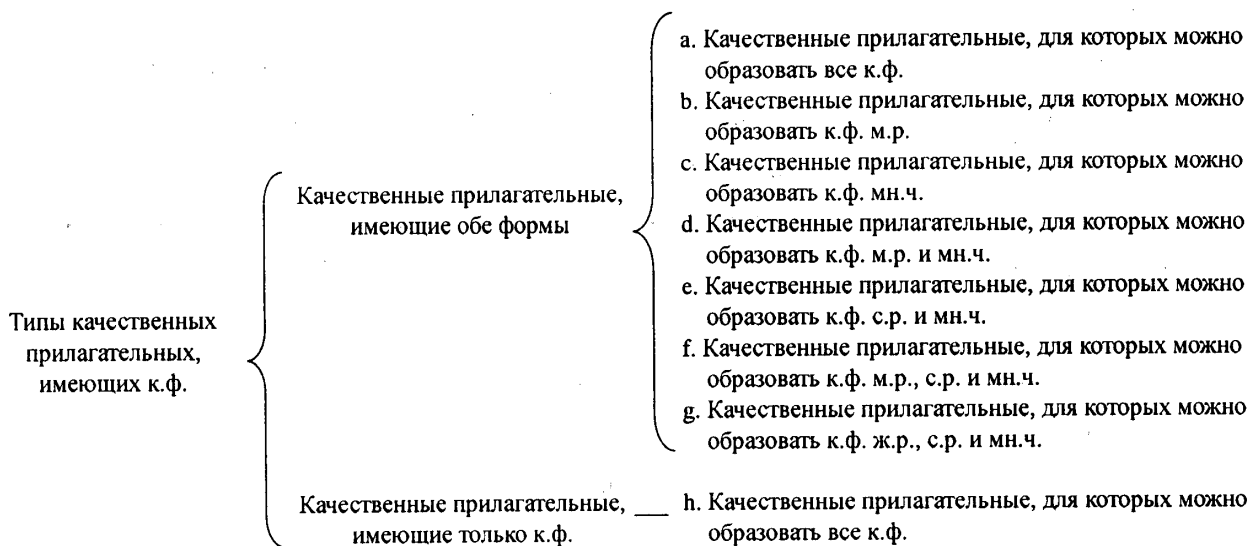 Типы качественных
прилагательных,
имеющих к.ф.
Качественные прилагательные,
имеющие обе формы
a. Качественные прилагательные, для которых можно
образовать все к.ф.
b. Качественные прилагательные, для которых можно
образовать к.ф. м.р.
c. Качественные прилагательные, для которых можно
образовать к.ф. мн.ч.
d. Качественные прилагательные, для которых можно
образовать к.ф. м.р. и мн.ч.
e. Качественные прилагательные, для которых можно
образовать к.ф. с.р. и мн.ч.
f. Качественные прилагательные, для которых можно
образовать к.ф. м.р., с.р. и мн.ч.
g. Качественные прилагательные, для которых можно
образовать к.ф. ж.р., с.р. и мн.ч.
Качественные прилагательные,
имеющие только к.ф.
h. Качественные прилагательные, для которых можно
образовать все к.ф.